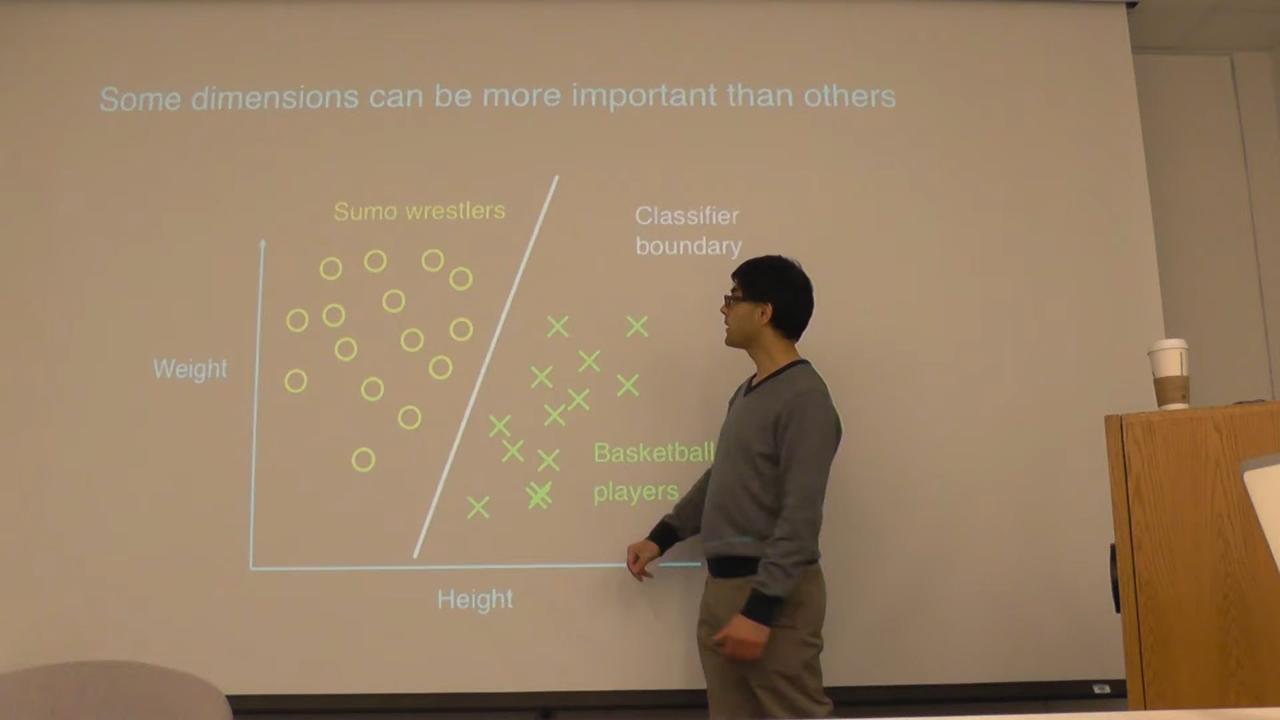 Some dimensions can be more important than others
Sumo wrestlers
Classifier
boundary
Weight
Basketball
players
Height